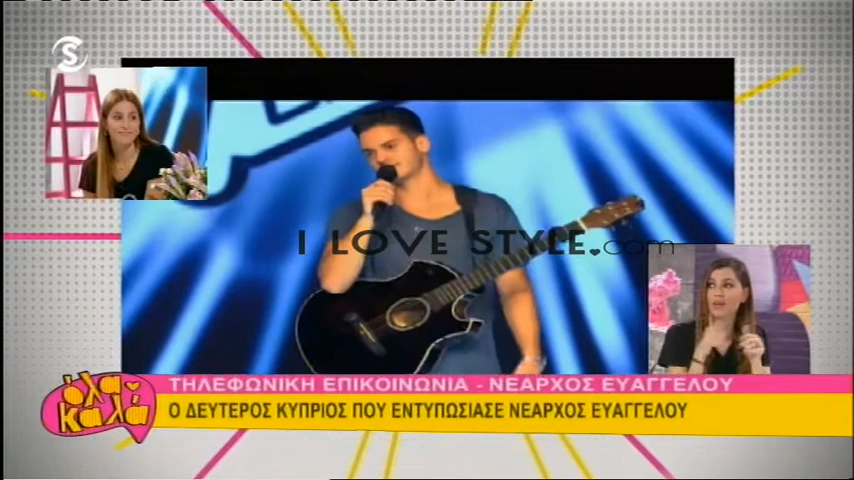 S
I LOVE STYLE.com
όλα
καλά
ΤΗΛΕΦΩΝΙΚΗ ΕΠΙΚΟΙΝΩΝΙΑ - ΝΕΑΡΧΟΣ ΕΥΑΓΓΕΛΟΥ
Ο ΔΕΥΤΕΡΟΣ ΚΥΠΡΙΟΣ ΠΟΥ ΕΝΤΥΠΩΣΙΑΣΕ ΝΕΑΡΧΟΣ ΕΥΑΓΓΕΛΟΥ